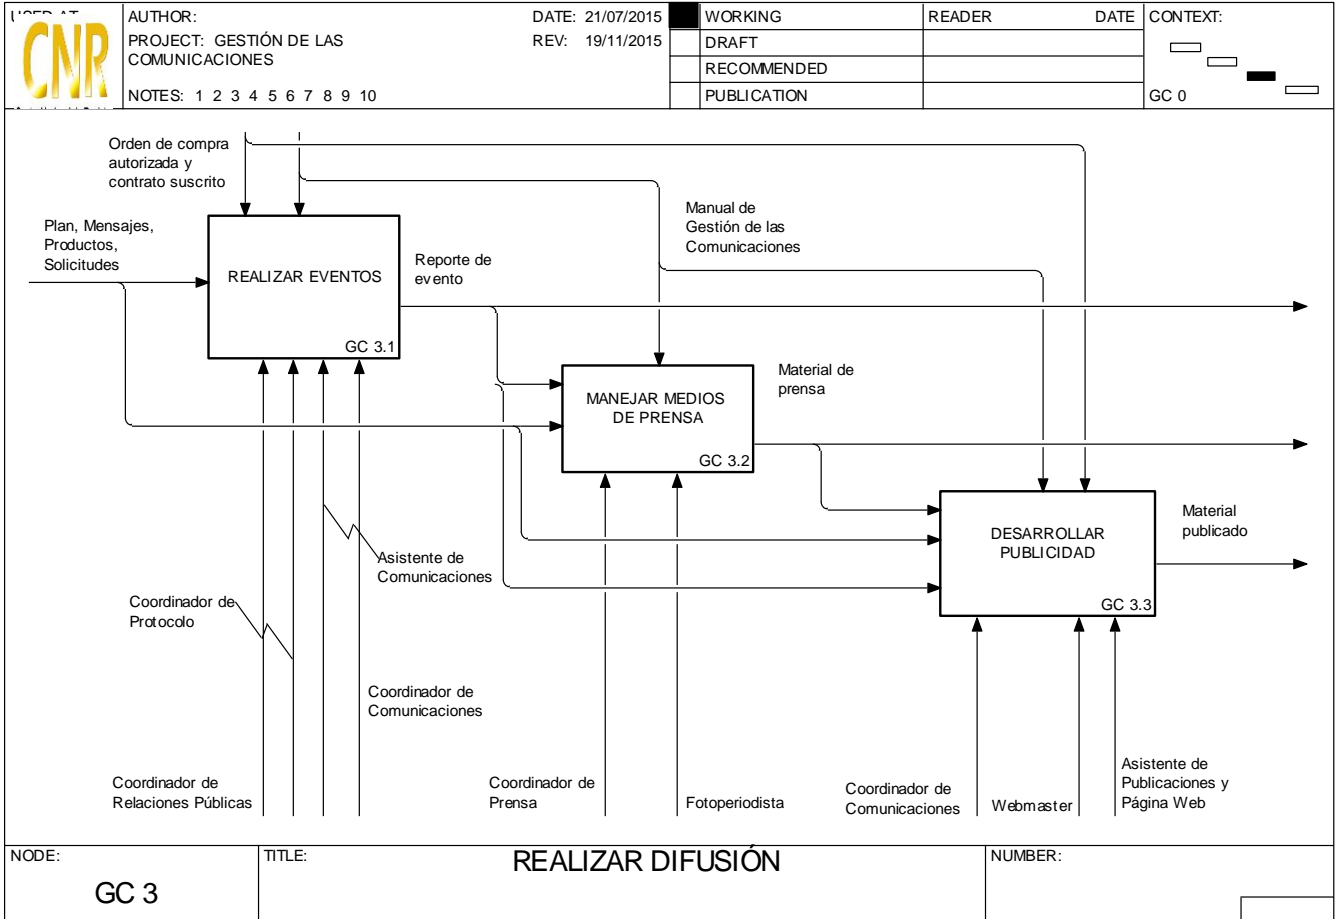 USED AT:
CNR
AUTHOR:
PROJECT: GESTIÓN DE LAS
COMUNICACIONES
NOTES: 1 2 3 4 5 6 7 8 9 10
DATE: 21/07/2015
REV: 19/11/2015
WORKING
DRAFT
RECOMMENDED
PUBLICATION
READER DATE
CONTEXT:
GC 0
Orden de compra
autorizada y
contrato suscrito
Plan, Mensajes,
Productos,
Solicitudes
REALIZAR EVENTOS
GC 3.1
Reporte de
evento
Manual de
Gestión de las
Comunicaciones
MANEJAR MEDIOS
DE PRENSA
GC 3.2
Material de
prensa
DESARROLLAR
PUBLICIDAD
GC 3.3
Material
publicado
Asistente de
Comunicaciones
Coordinador de
Protocolo
Coordinador de
Comunicaciones
Coordinador de
Relaciones Públicas
Coordinador de
Prensa
Fotoperiodista
Coordinador de
Comunicaciones
Webmaster
Asistente de
Publicaciones y
Página Web
NODE:
GC 3
TITLE:
REALIZAR DIFUSIÓN
NUMBER: